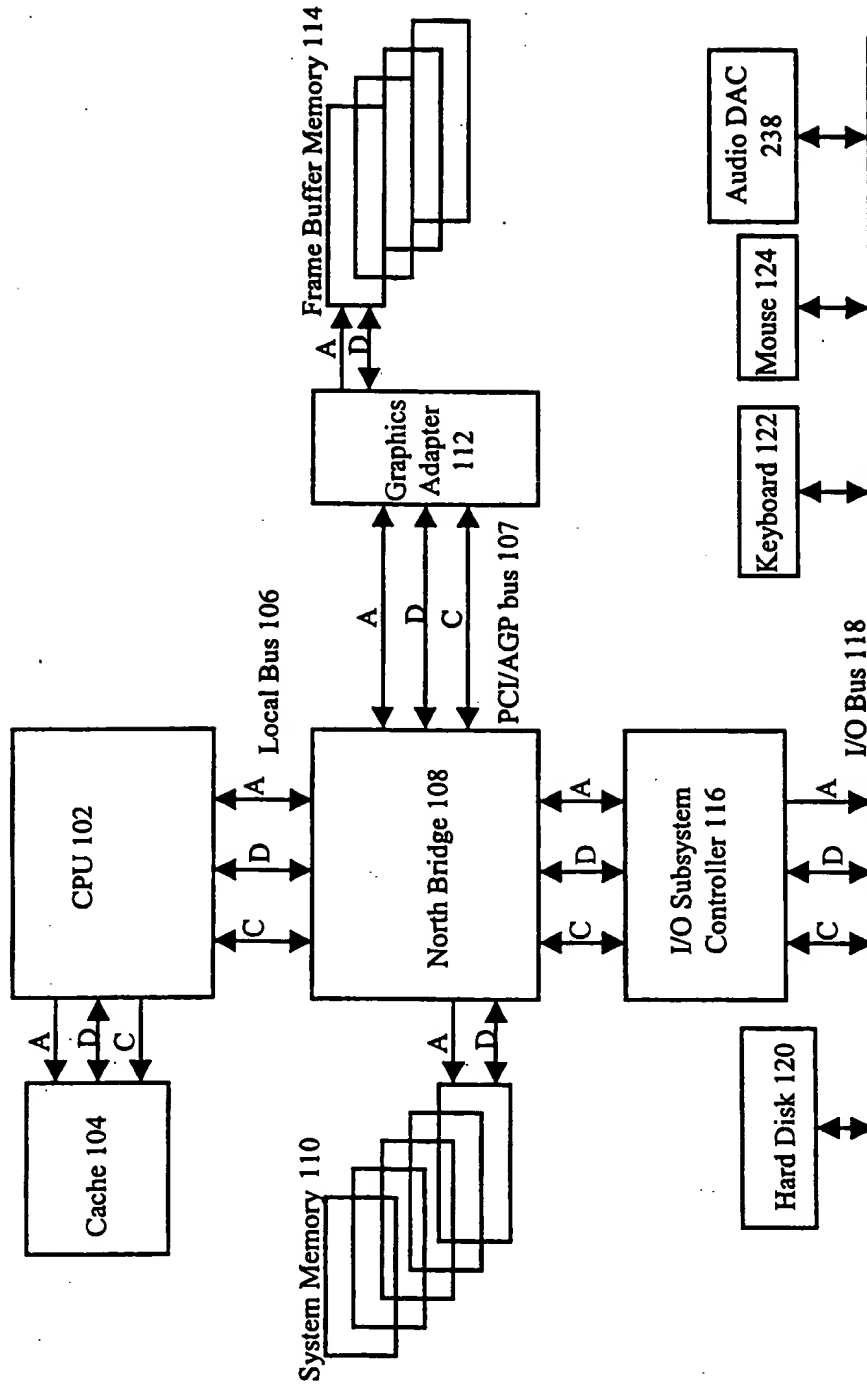 Cache 104
A
D
C
CPU 102
C
D
A
Local Bus 106
System Memory 110
A
D
North Bridge 108
A
D
C
PCI/AGP bus 107
Graphics
Adapter
112
A
D
Frame Buffer Memory 114
C
D
A
I/O Subsystem
Controller 116
C
D
A
I/O Bus 118
Hard Disk 120
Keyboard 122
Mouse 124
Audio DAC
238